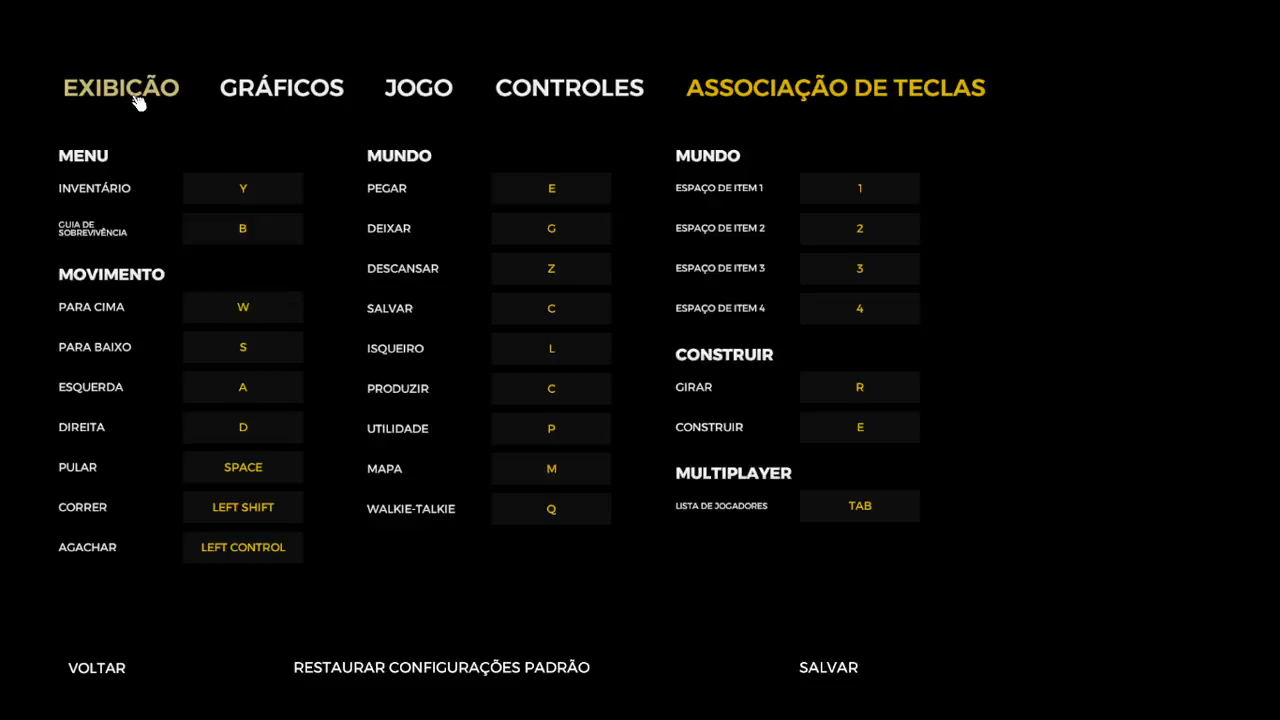 EXIBIÇÃO GRÁFICOS JOGO CONTROLES ASSOCIAÇÃO DE TECLAS
MENU
INVENTÁRIO Y
GUIA DE
SOBREVIVÊNCIA B
MOVIMENTO
PARA CIMA W
PARA BAIXO S
ESQUERDA A
DIREITA D
PULAR SPACE
CORRER LEFT SHIFT
AGACHAR LEFT CONTROL
MUNDO
PEGAR E
DEIXAR G
DESCANSAR Z
SALVAR C
ISQUEIRO L
PRODUZIR C
UTILIDADE P
MAPA M
WALKIE-TALKIE Q
MUNDO
ESPAÇO DE ITEM 1 1
ESPAÇO DE ITEM 2 2
ESPAÇO DE ITEM 3 3
ESPAÇO DE ITEM 4 4
CONSTRUIR
GIRAR R
CONSTRUIR E
MULTIPLAYER
LISTA DE JOGADORES TAB
VOLTAR RESTAURAR CONFIGURAÇÕES PADRÃO SALVAR